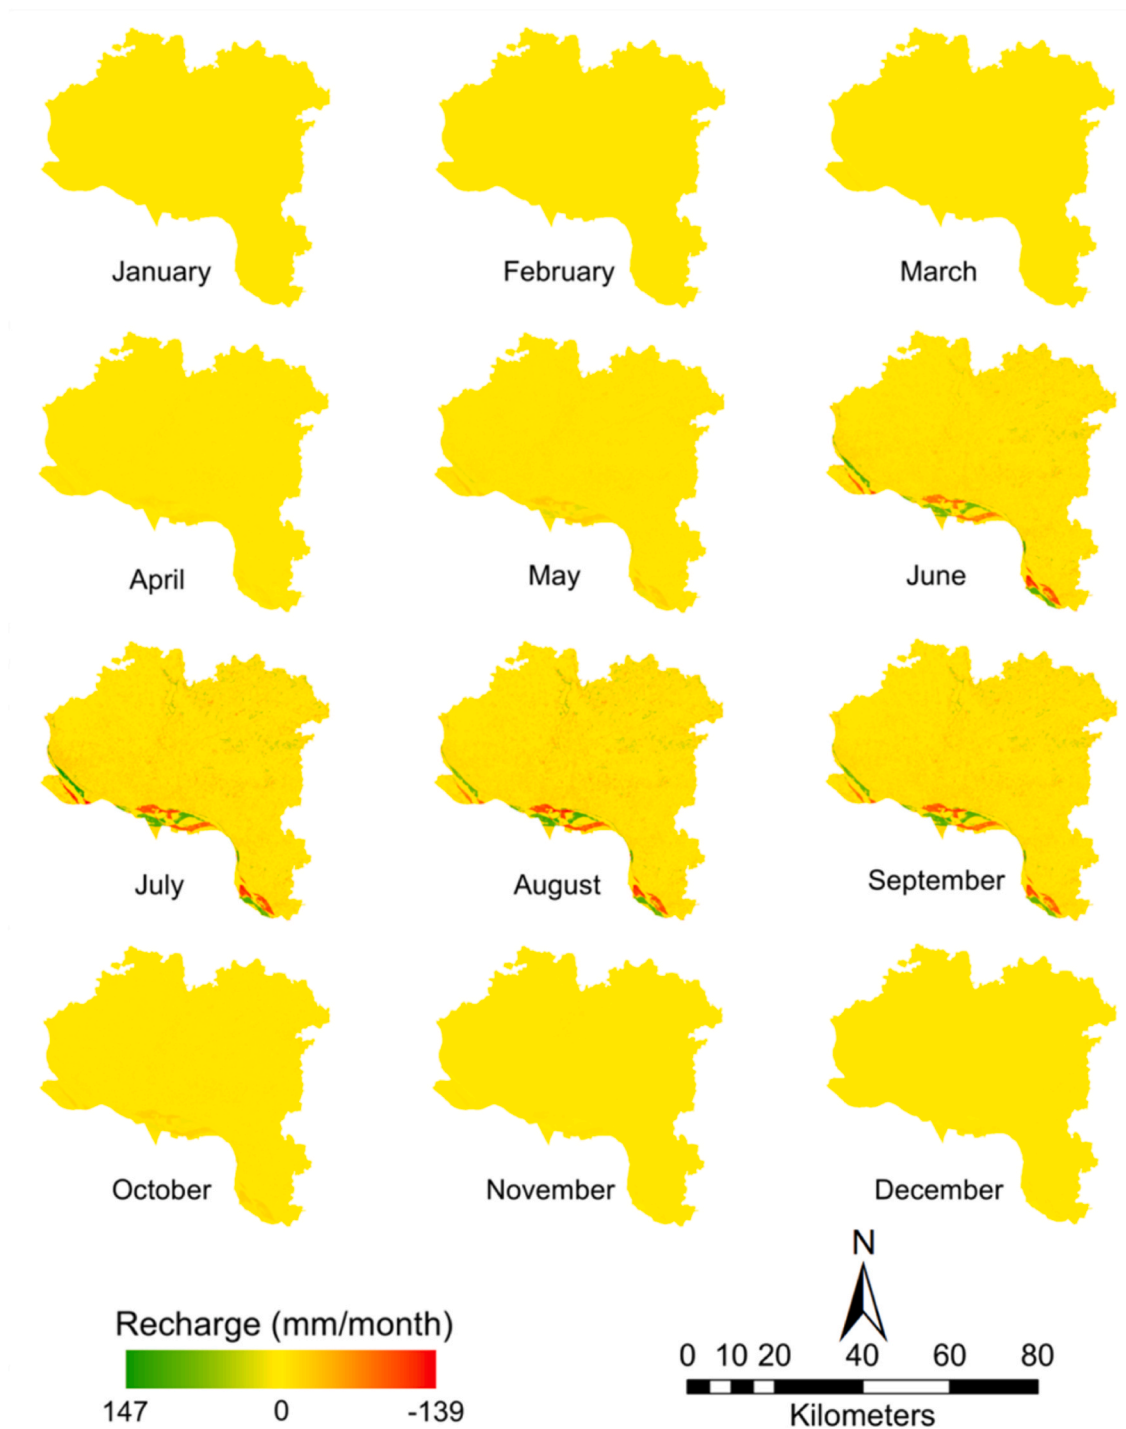 January
February
March
April
May
June
July
August
September
October
November
December
N
Recharge (mm/month)
147 0 -139
0 10 20 40 60 80
Kilometers